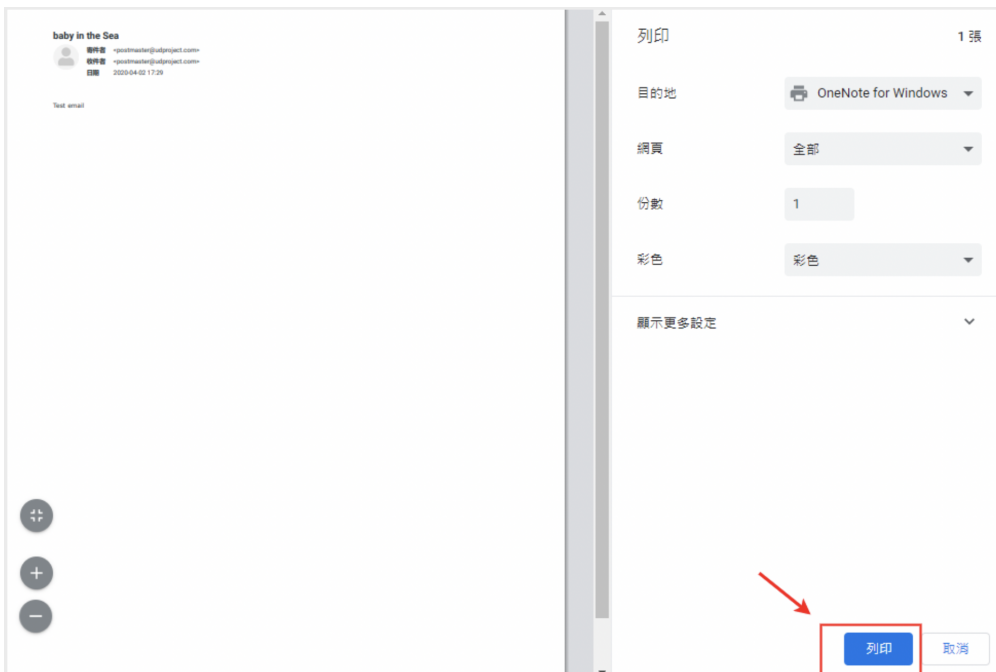 baby in the Sea
寄件者 <postmaster@udproject.com>
收件者 <postmaster@udproject.com>
日期 2020-04-02 17:29
Test email
列印 1 張
目的地 OneNote for Windows
網頁 全部
份數 1
彩色 彩色
顯示更多設定
列印 取消